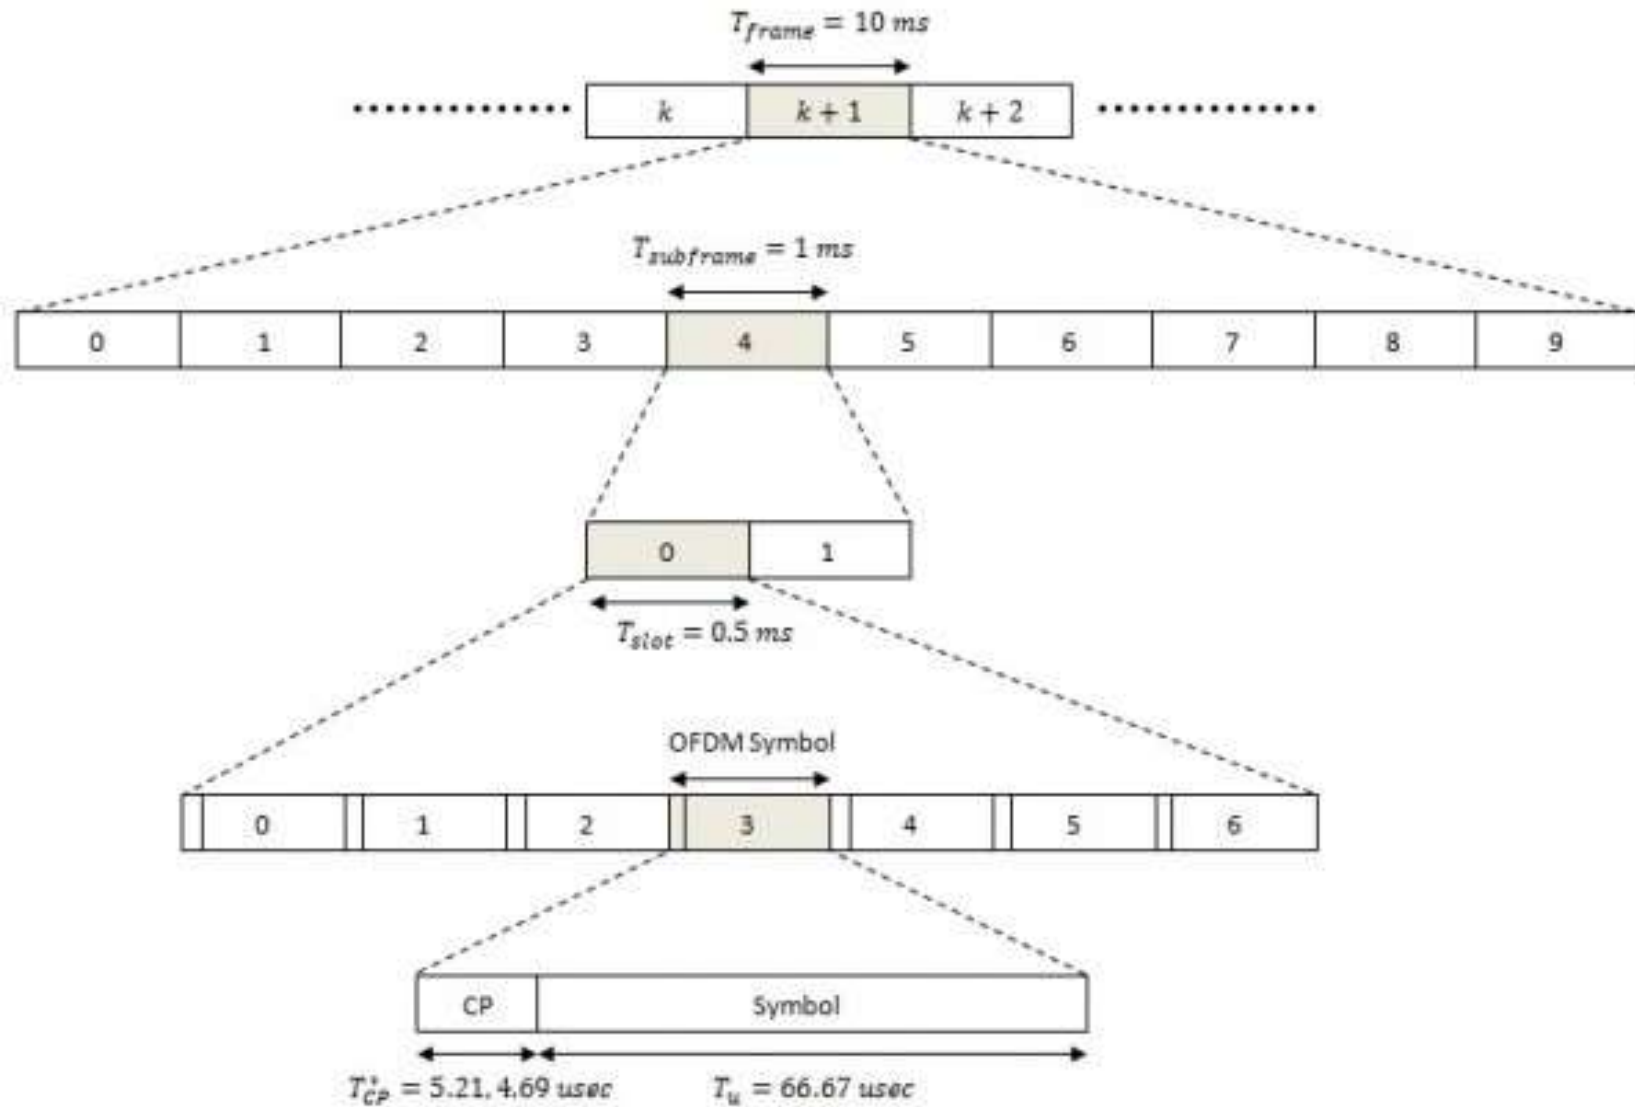 T_frame = 10 ms
k k + 1 k + 2
T_subframe = 1 ms
0 1 2 3 4 5 6 7 8 9
0 1
T_slot = 0.5 ms
OFDM Symbol
0 1 2 3 4 5 6
CP Symbol
T*_CP = 5.21, 4.69 usec T_u = 66.67 usec